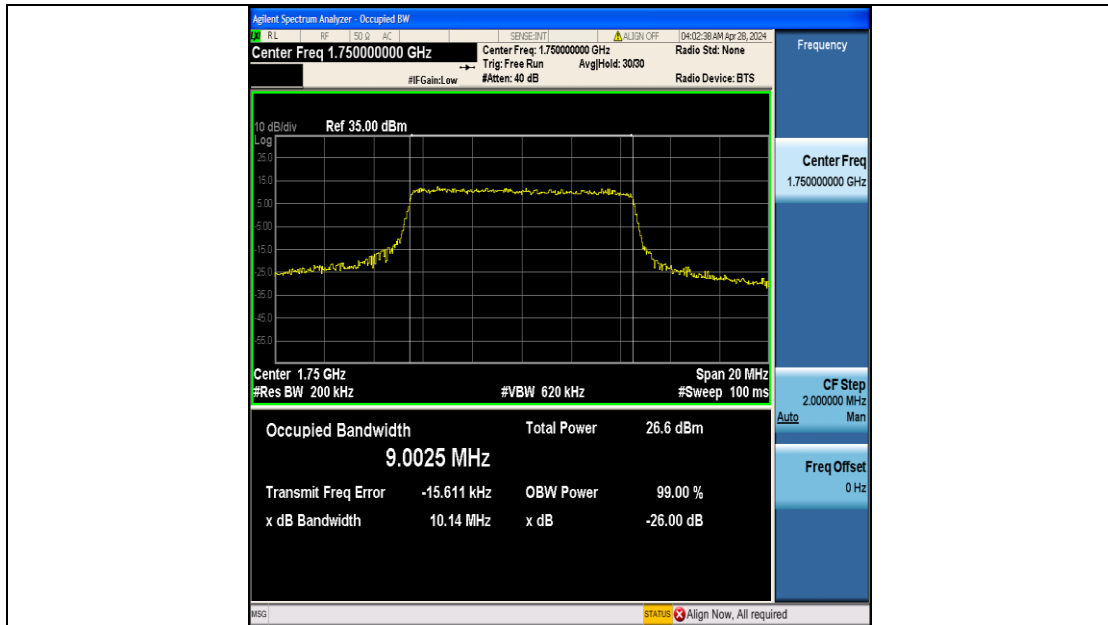 Agilent Spectrum Analyzer - Occupied BW
RL RF 50 Ω AC SENSE:INT ALIGN OFF 04:02:38 AM Apr 28, 2024
Center Freq 1.750000000 GHz
Center Freq: 1.750000000 GHz
Radio Std: None
Trig: Free Run Avg|Hold: 30/30
#IFGain:Low #Atten: 40 dB Radio Device: BTS
Frequency
10 dB/div Ref 35.00 dBm
Log
25.0
15.0
5.00
-5.00
-15.0
-25.0
-35.0
-45.0
-55.0
Center 1.75 GHz Span 20 MHz
#Res BW 200 kHz #VBW 620 kHz #Sweep 100 ms
Occupied Bandwidth Total Power 26.6 dBm
9.0025 MHz
Transmit Freq Error -15.611 kHz OBW Power 99.00 %
x dB Bandwidth 10.14 MHz x dB -26.00 dB
Center Freq
1.750000000 GHz
CF Step
2.000000 MHz
Auto Man
Freq Offset
0 Hz
MSG STATUS Align Now, All required